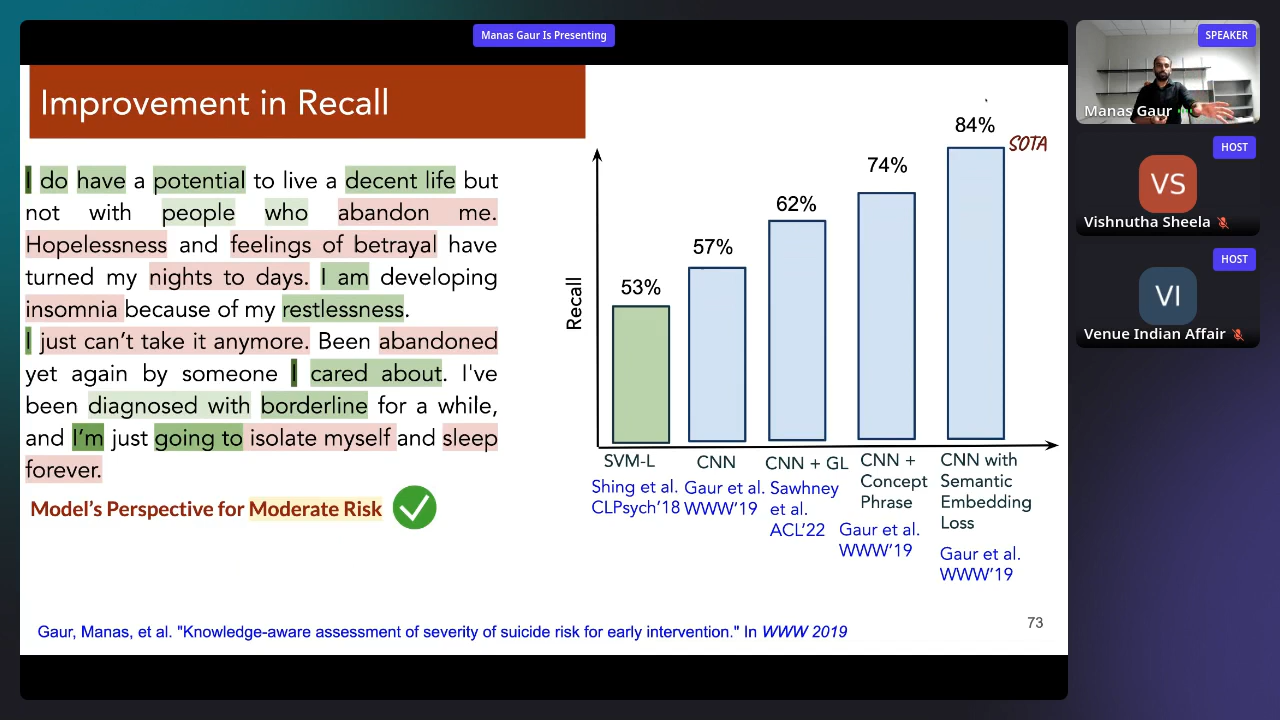 Manas Gaur Is Presenting
Improvement in Recall
I do have a potential to live a decent life but
not with people who abandon me.
Hopelessness and feelings of betrayal have
turned my nights to days. I am developing
insomnia because of my restlessness.
I just can't take it anymore. Been abandoned
yet again by someone I cared about. I've
been diagnosed with borderline for a while,
and I'm just going to isolate myself and sleep
forever.
Model's Perspective for Moderate Risk
Recall
53%
57%
62%
74%
84%
SOTA
SVM-L
Shing et al.
CLPsych'18
CNN
Gaur et al.
WWW'19
CNN + GL
Sawhney
et al.
ACL'22
CNN +
Concept
Phrase
Gaur et al.
WWW'19
CNN with
Semantic
Embedding
Loss
Gaur et al.
WWW'19
Gaur, Manas, et al. "Knowledge-aware assessment of severity of suicide risk for early intervention." In WWW 2019
73
SPEAKER
Manas Gaur
HOST
VS
Vishnutha Sheela
HOST
VI
Venue Indian Affair